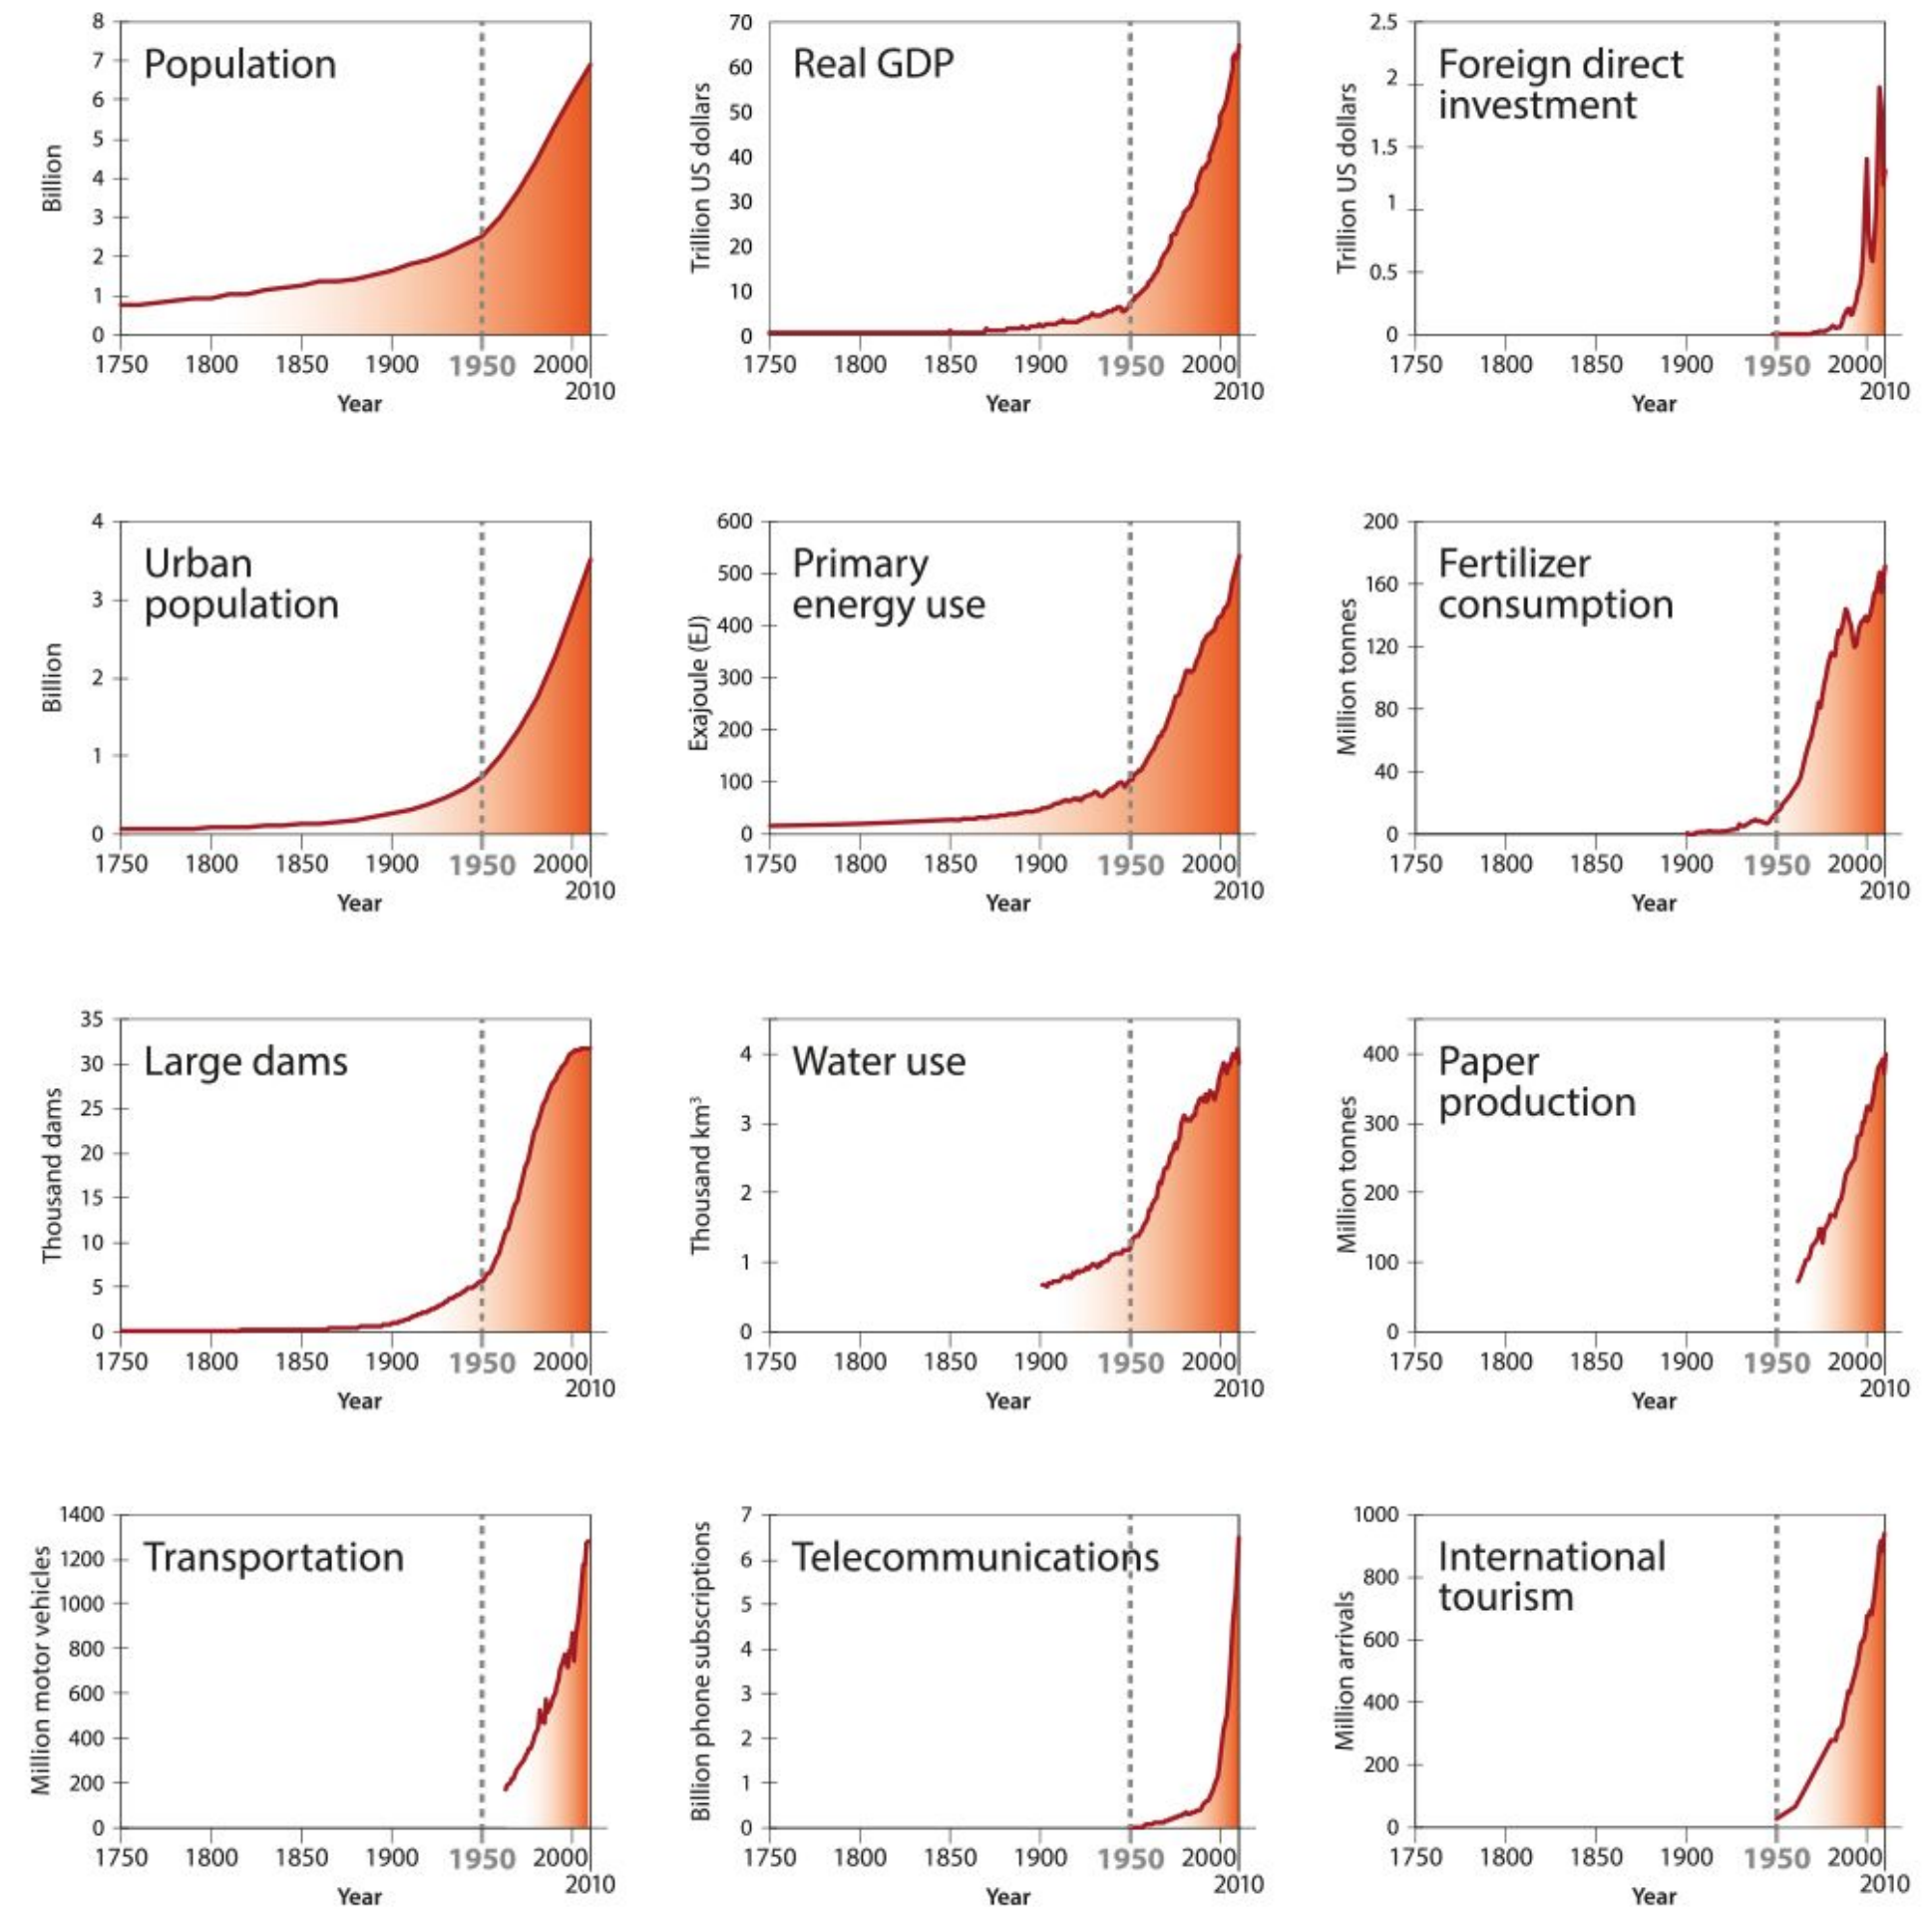 Population
Billion
8
7
6
5
4
3
2
1
0
1750 1800 1850 1900 1950 2000
2010
Year
Real GDP
Trillion US dollars
70
60
50
40
30
20
10
0
1750 1800 1850 1900 1950 2000
2010
Year
Foreign direct
investment
Trillion US dollars
2.5
2
1.5
1
0.5
0
1750 1800 1850 1900 1950 2000
2010
Year
Urban
population
Billion
4
3
2
1
0
1750 1800 1850 1900 1950 2000
2010
Year
Primary
energy use
Exajoule (EJ)
600
500
400
300
200
100
0
1750 1800 1850 1900 1950 2000
2010
Year
Fertilizer
consumption
Million tonnes
200
160
120
80
40
0
1750 1800 1850 1900 1950 2000
2010
Year
Large dams
Thousand dams
35
30
25
20
15
10
5
0
1750 1800 1850 1900 1950 2000
2010
Year
Water use
Thousand km³
4
3
2
1
0
1750 1800 1850 1900 1950 2000
2010
Year
Paper
production
Million tonnes
400
300
200
100
0
1750 1800 1850 1900 1950 2000
2010
Year
Transportation
Million motor vehicles
1400
1200
1000
800
600
400
200
0
1750 1800 1850 1900 1950 2000
2010
Year
Telecommunications
Billion phone subscriptions
7
6
5
4
3
2
1
0
1750 1800 1850 1900 1950 2000
2010
Year
International
tourism
Million arrivals
1000
800
600
400
200
0
1750 1800 1850 1900 1950 2000
2010
Year